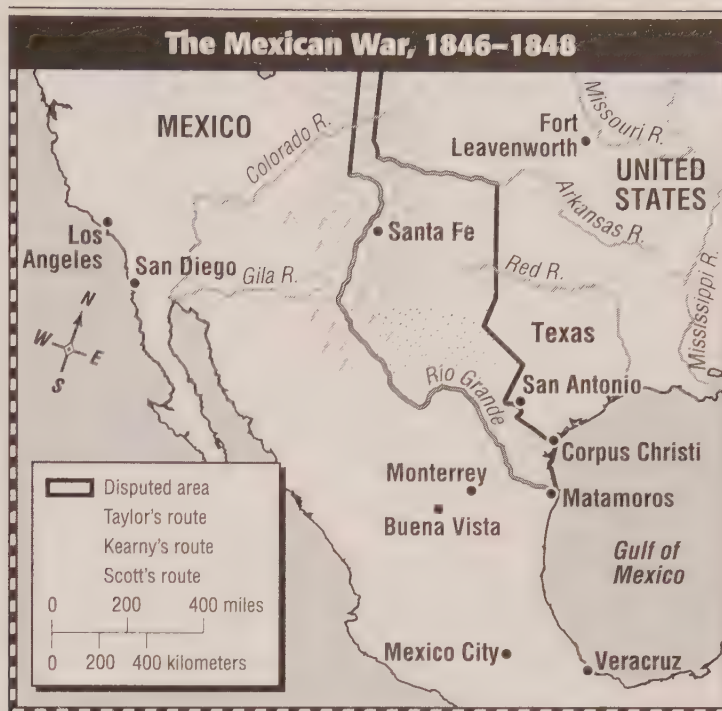 The Mexican War, 1846–1848
MEXICO
Colorado R.
Fort
Leavenworth
Missouri R.
UNITED
STATES
Arkansas R.
Los
Angeles
Santa Fe
San Diego
Gila R.
Red R.
Mississippi R.
N
W
E
S
Texas
Rio Grande
San Antonio
Corpus Christi
Monterrey
Matamoros
Buena Vista
Gulf of
Mexico
Disputed area
Taylor's route
Kearny's route
Scott's route
0 200 400 miles
0 200 400 kilometers
Mexico City
Veracruz